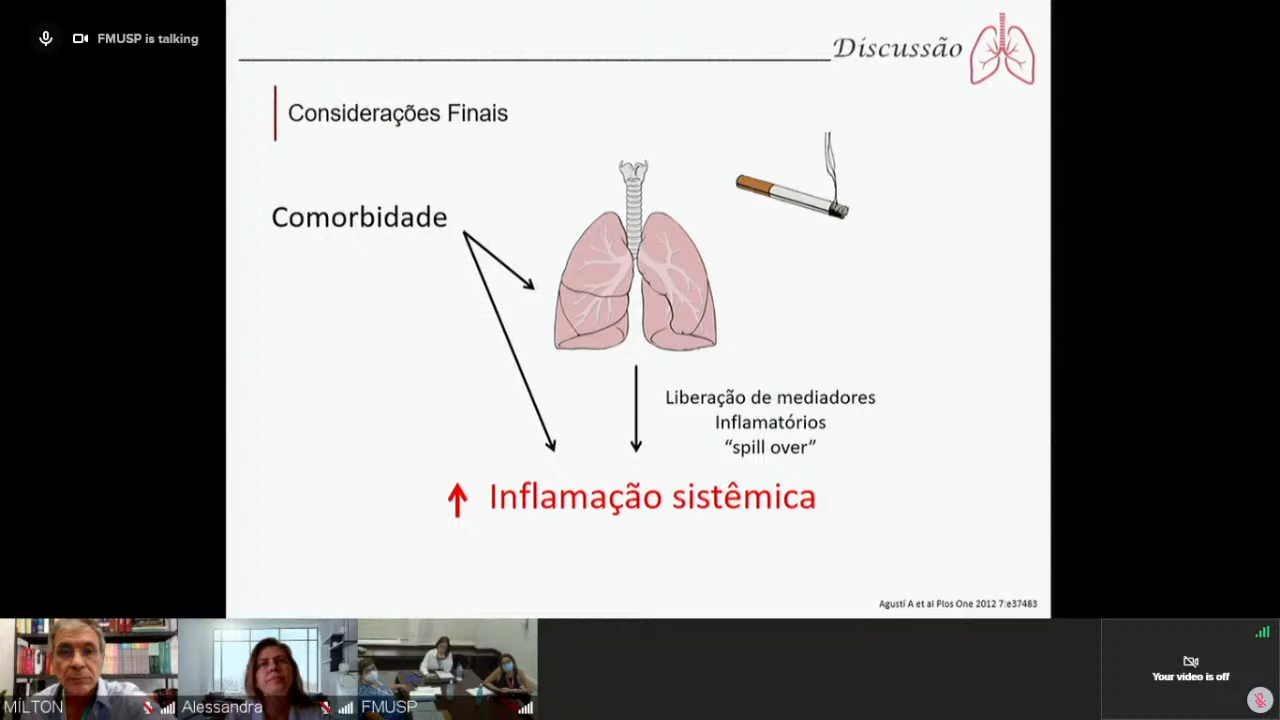 FMUSP is talking
Discussão
Considerações Finais
Comorbidade
Liberação de mediadores
Inflamatórios
“spill over”
Inflamação sistêmica
Agustí A et al Plos One 2012 7:e37483
MÍLTON
Alessandra
FMUSP
Your video is off